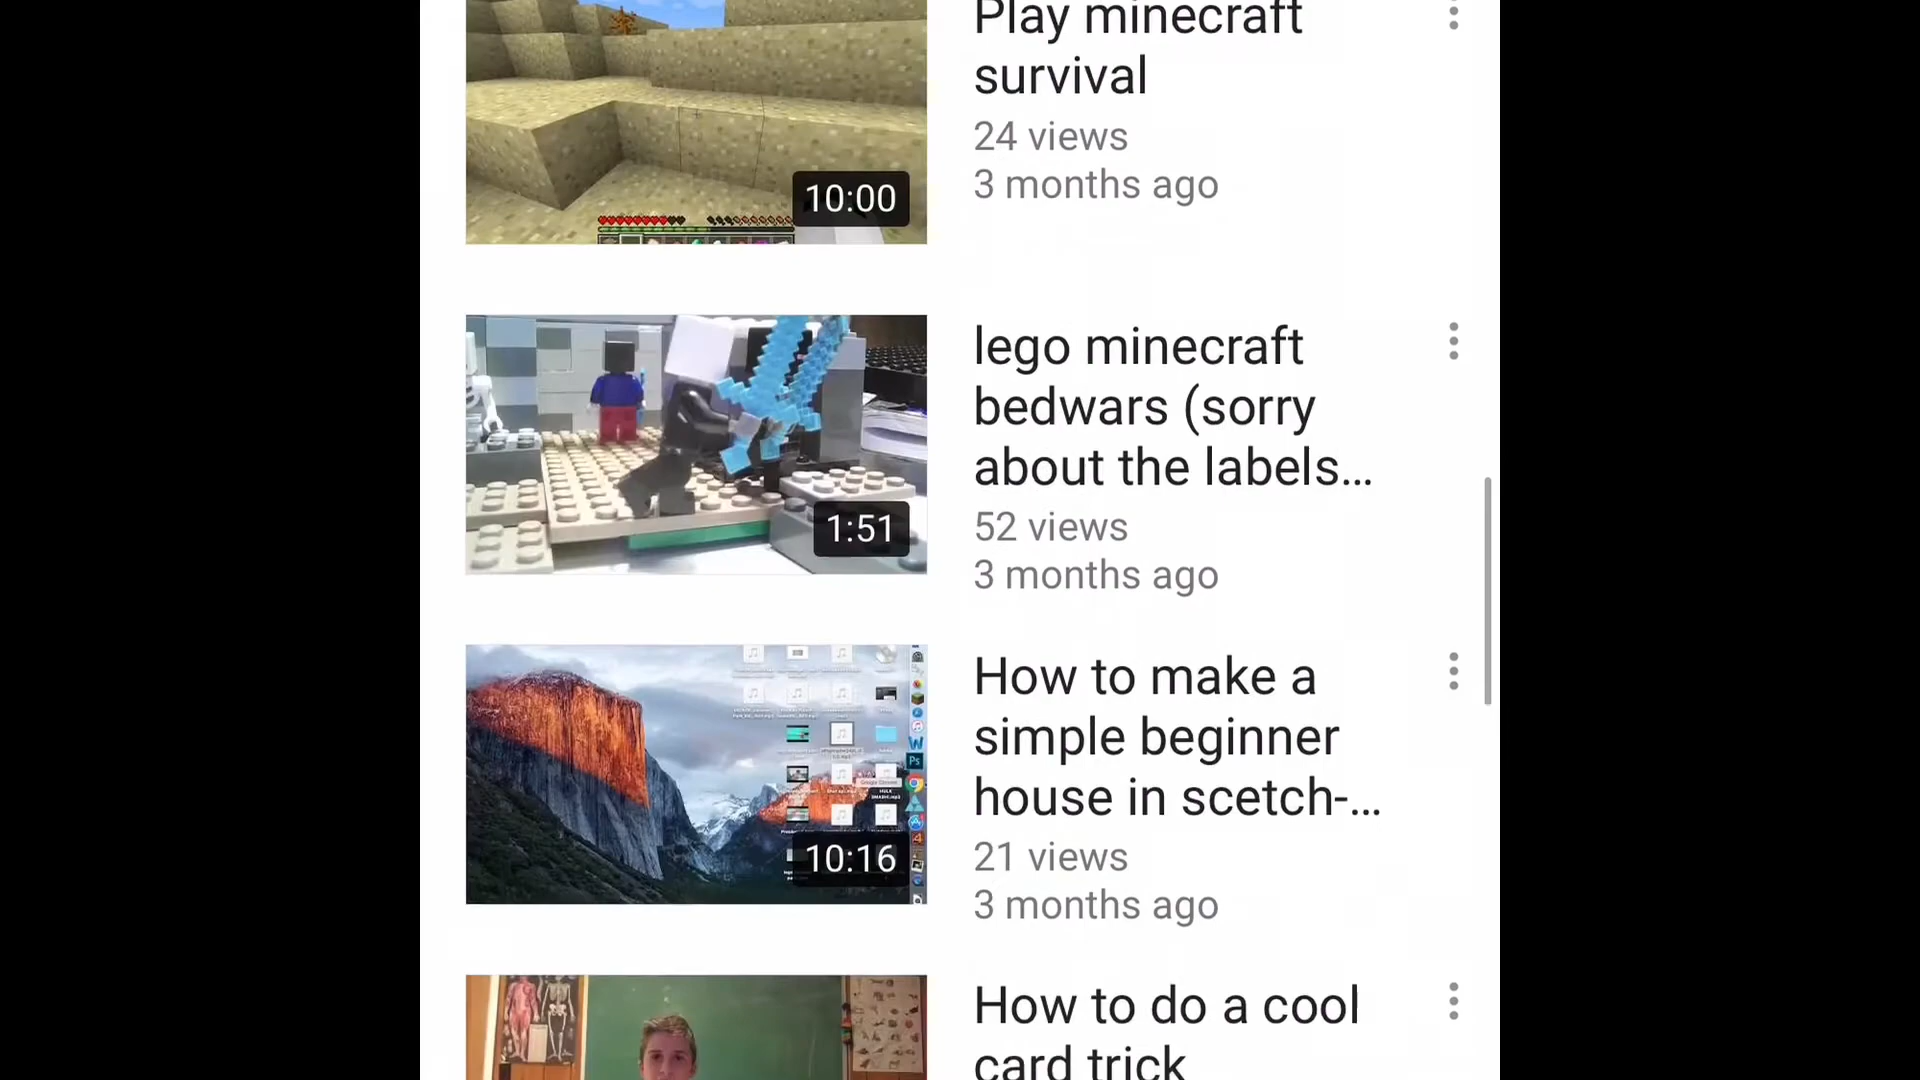 Play minecraft
survival
24 views
3 months ago
10:00
lego minecraft
bedwars (sorry
about the labels...
52 views
3 months ago
1:51
How to make a
simple beginner
house in scetch-...
21 views
3 months ago
10:16
How to do a cool
card trick